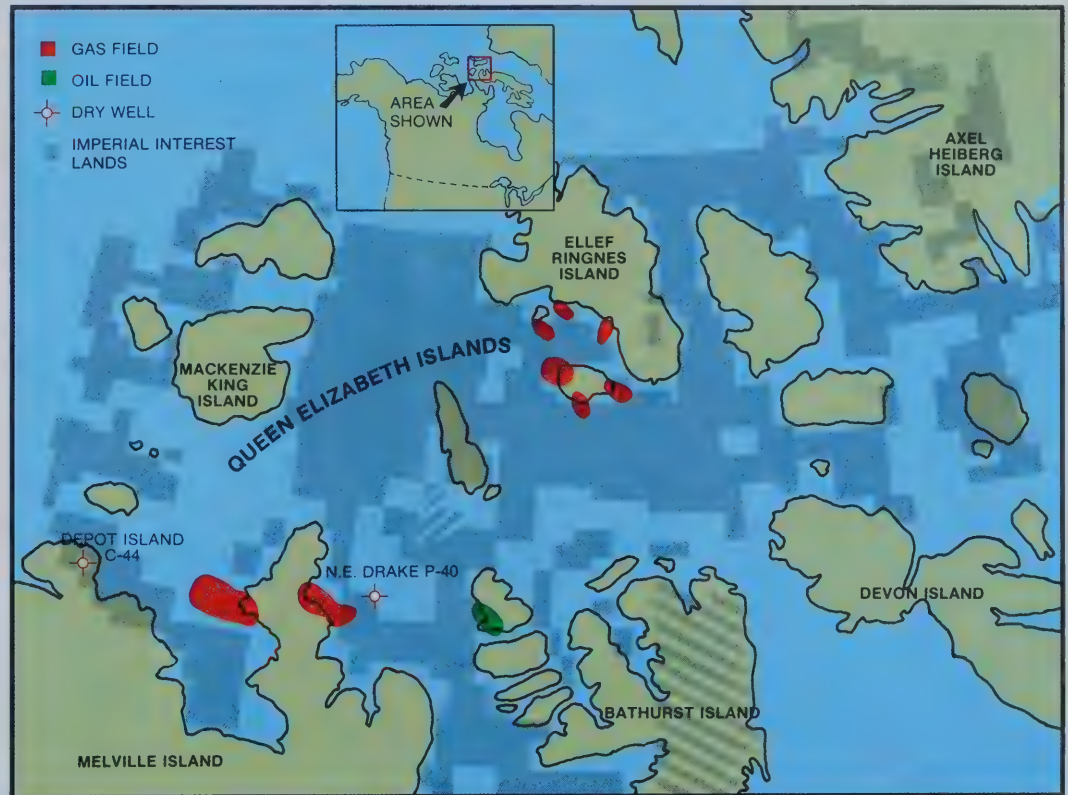 GAS FIELD
OIL FIELD
DRY WELL
IMPERIAL INTEREST
LANDS
AREA
SHOWN
AXEL
HEIBERG
ISLAND
ELLEF
RINGNES
ISLAND
MACKENZIE
KING
ISLAND
QUEEN ELIZABETH ISLANDS
DEPOT ISLAND
C-44
N.E. DRAKE P-40
DEVON ISLAND
BATHURST ISLAND
MELVILLE ISLAND